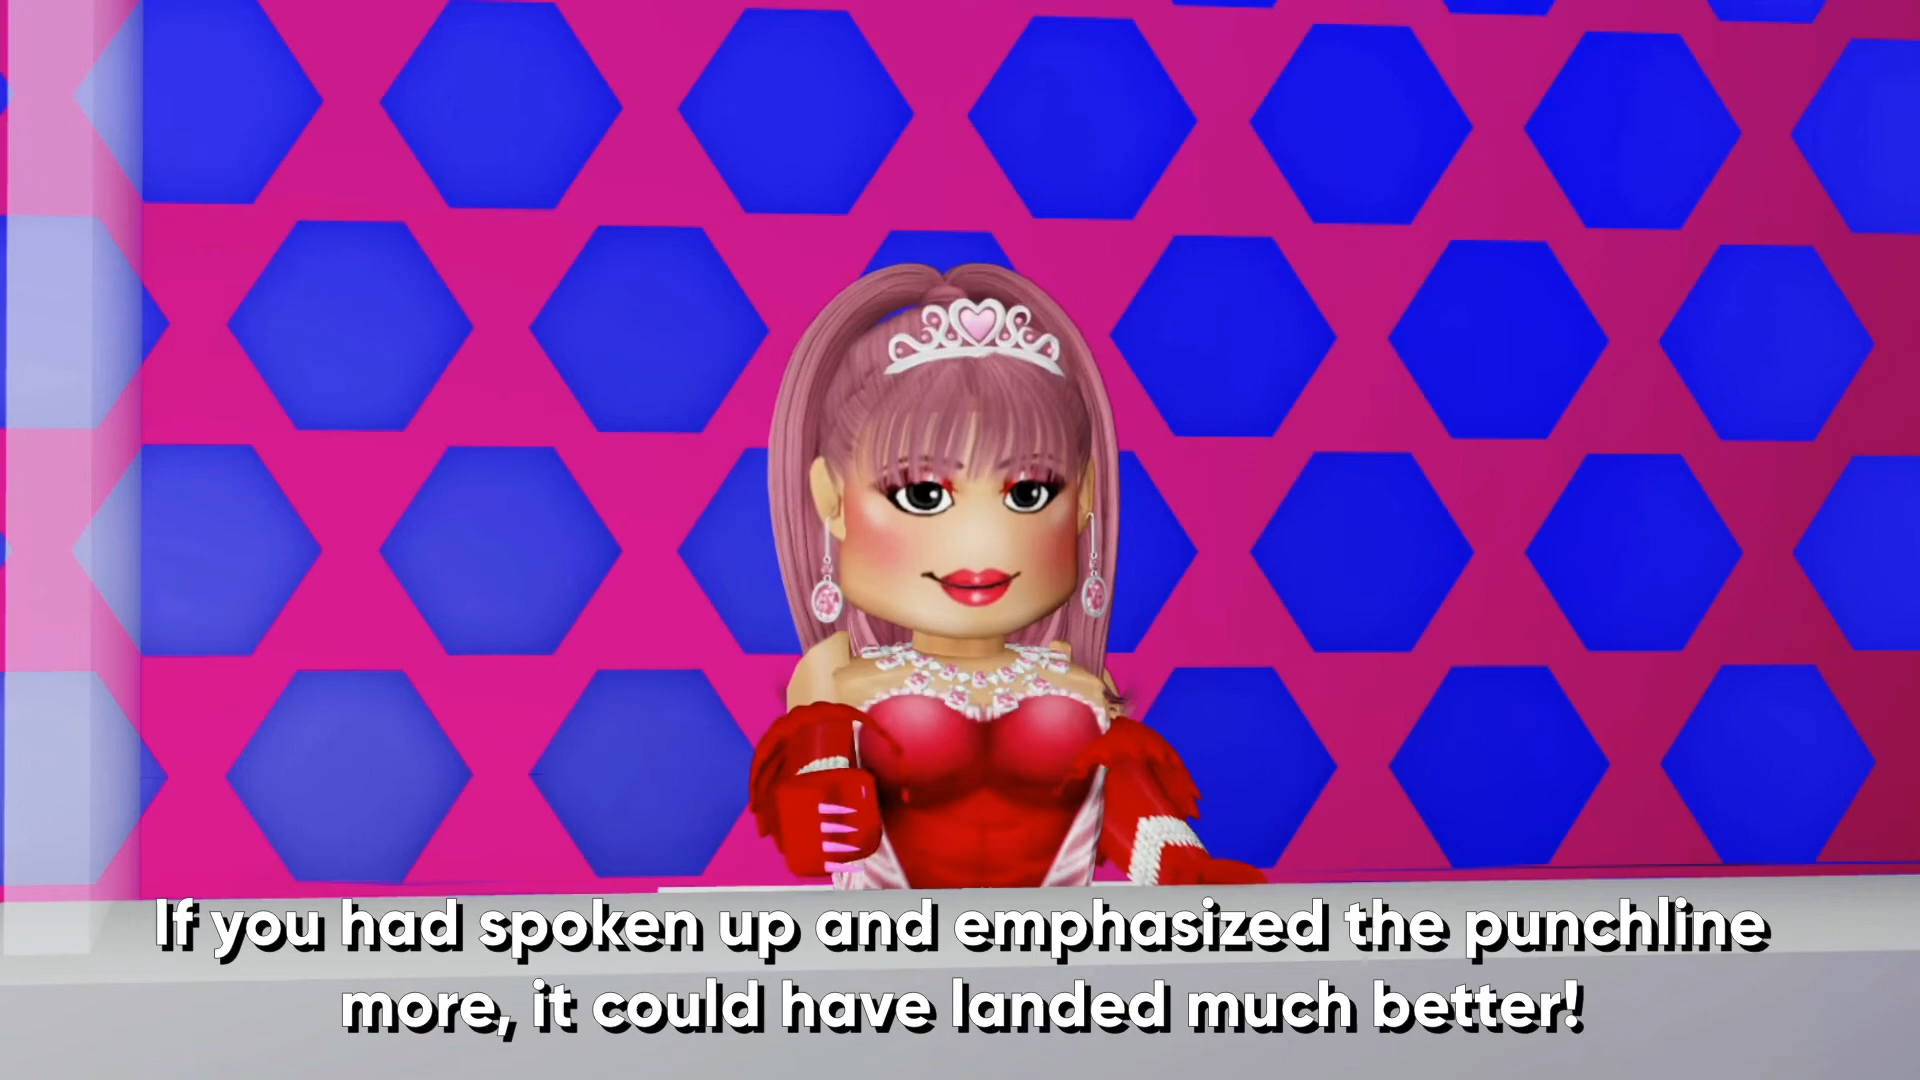 If you had spoken up and emphasized the punchline
more, it could have landed much better!